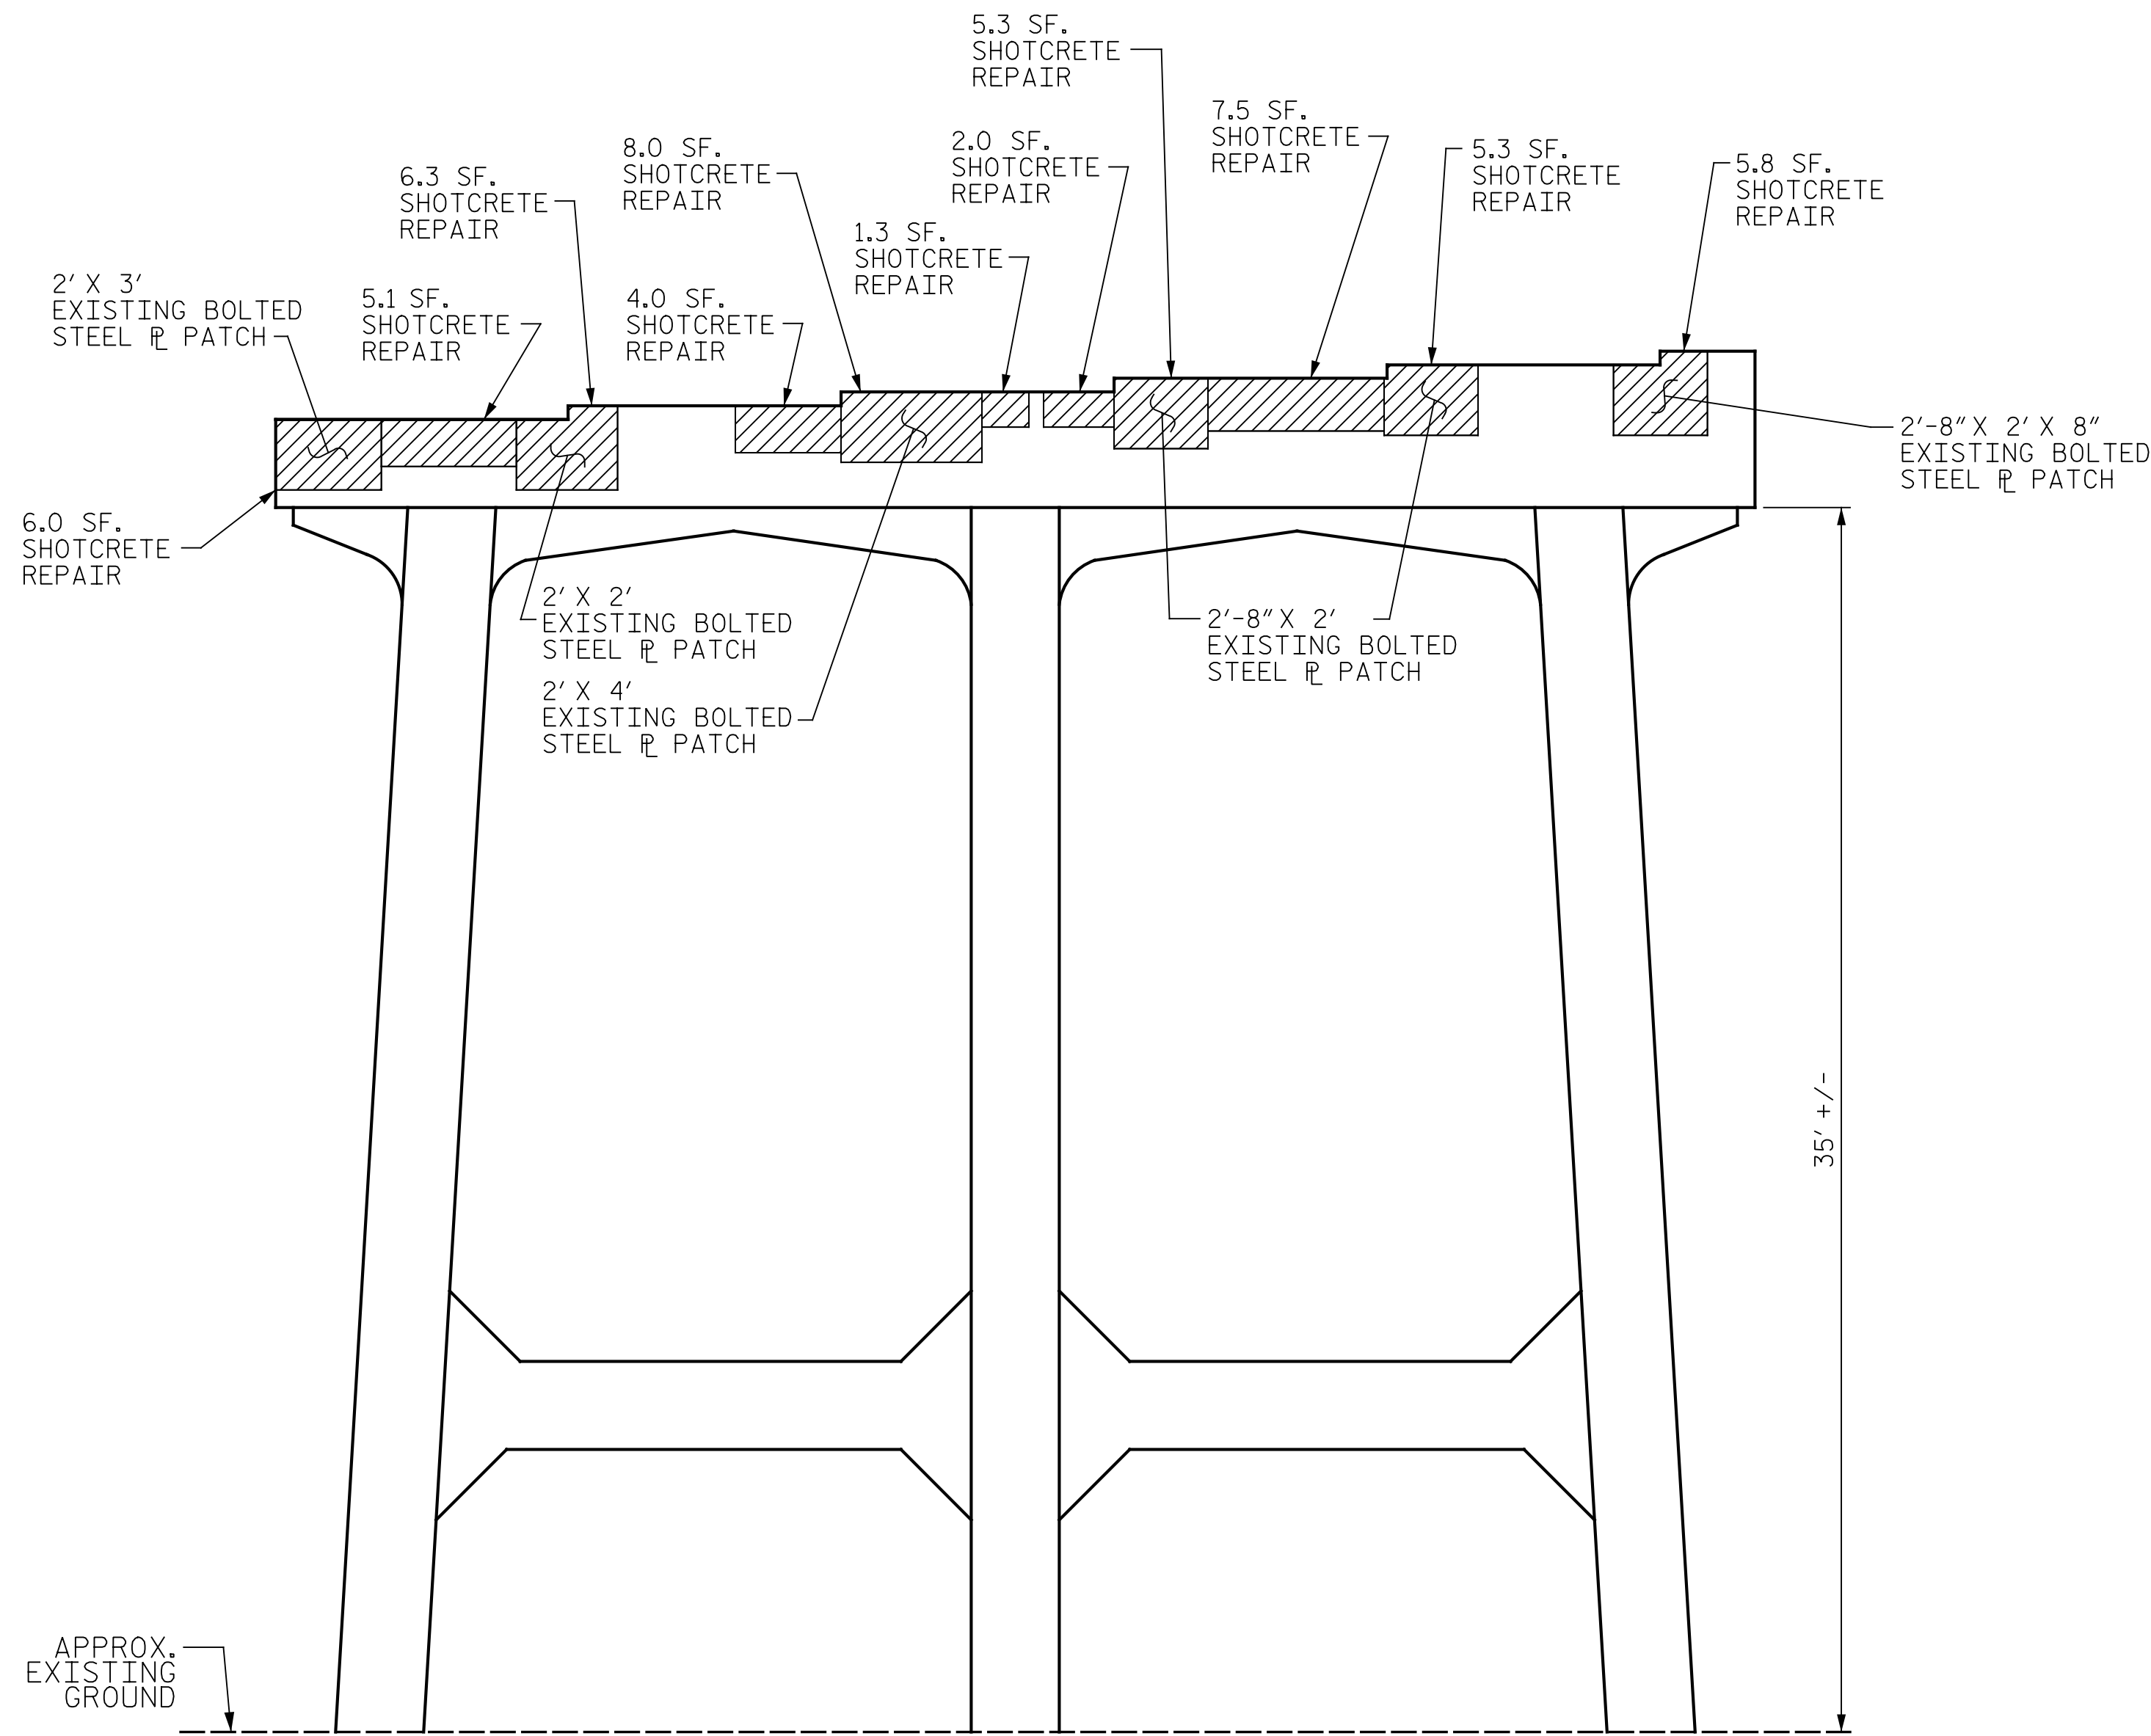 5.3 SF.
SHOTCRETE
REPAIR
7.5 SF.
SHOTCRETE
REPAIR
2.0 SF.
SHOTCRETE
REPAIR
8.0 SF.
SHOTCRETE
REPAIR
5.3 SF.
SHOTCRETE
REPAIR
5.8 SF.
SHOTCRETE
REPAIR
6.3 SF.
SHOTCRETE
REPAIR
1.3 SF.
SHOTCRETE
REPAIR
2' X 3'
EXISTING BOLTED
STEEL ⅊ PATCH
5.1 SF.
SHOTCRETE
REPAIR
4.0 SF.
SHOTCRETE
REPAIR
2'-8" X 2' X 8"
EXISTING BOLTED
STEEL ⅊ PATCH
6.0 SF.
SHOTCRETE
REPAIR
2' X 2'
EXISTING BOLTED
STEEL ⅊ PATCH
2'-8" X 2'
EXISTING BOLTED
STEEL ⅊ PATCH
2' X 4'
EXISTING BOLTED
STEEL ⅊ PATCH
35' +/-
APPROX.
EXISTING
GROUND